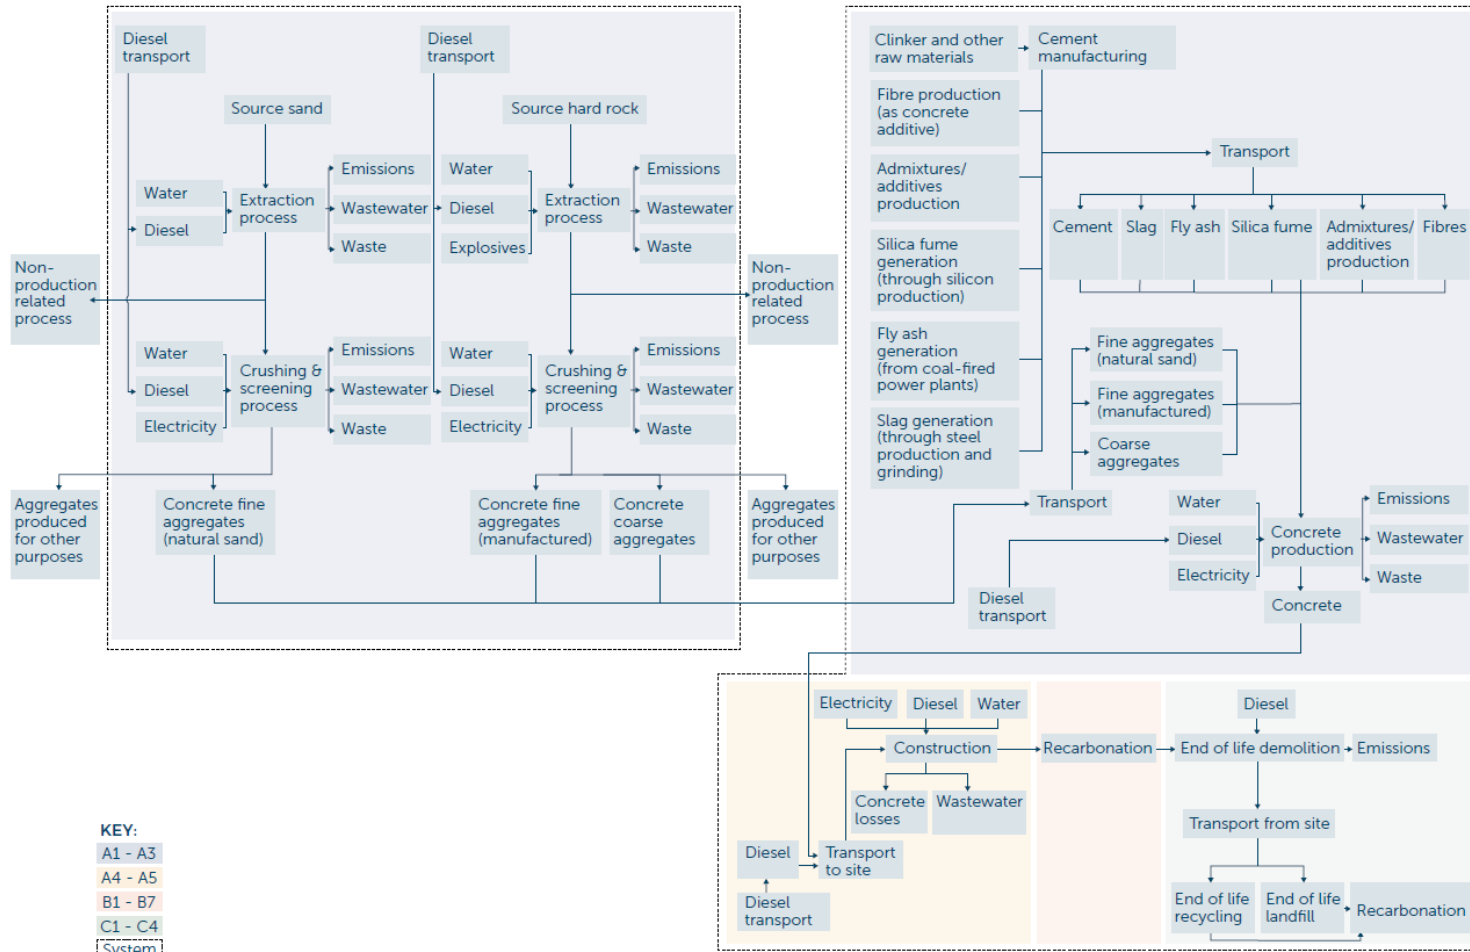 Diesel
transport
Diesel
transport
Source sand
Source hard rock
Water
Diesel
Extraction
process
Emissions
Wastewater
Waste
Water
Diesel
Explosives
Extraction
process
Emissions
Wastewater
Waste
Non-
production
related
process
Non-
production
related
process
Water
Diesel
Electricity
Crushing &
screening
process
Emissions
Wastewater
Waste
Water
Diesel
Electricity
Crushing &
screening
process
Emissions
Wastewater
Waste
Aggregates
produced
for other
purposes
Concrete fine
aggregates
(natural sand)
Concrete fine
aggregates
(manufactured)
Concrete
coarse
aggregates
Aggregates
produced
for other
purposes
Clinker and other
raw materials
Cement
manufacturing
Fibre production
(as concrete
additive)
Admixtures/
additives
production
Silica fume
generation
(through silicon
production)
Fly ash
generation
(from coal-fired
power plants)
Slag generation
(through steel
production and
grinding)
Transport
Cement
Slag
Fly ash
Silica fume
Admixtures/
additives
production
Fibres
Fine aggregates
(natural sand)
Fine aggregates
(manufactured)
Coarse
aggregates
Transport
Water
Diesel
Electricity
Concrete
production
Emissions
Wastewater
Waste
Diesel
transport
Concrete
Electricity
Diesel
Water
Construction
Concrete
losses
Wastewater
Diesel
Transport
to site
Diesel
transport
Recarbonation
Diesel
End of life demolition
Emissions
Transport from site
End of life
recycling
End of life
landfill
Recarbonation
KEY:
A1 - A3
A4 - A5
B1 - B7
C1 - C4
System